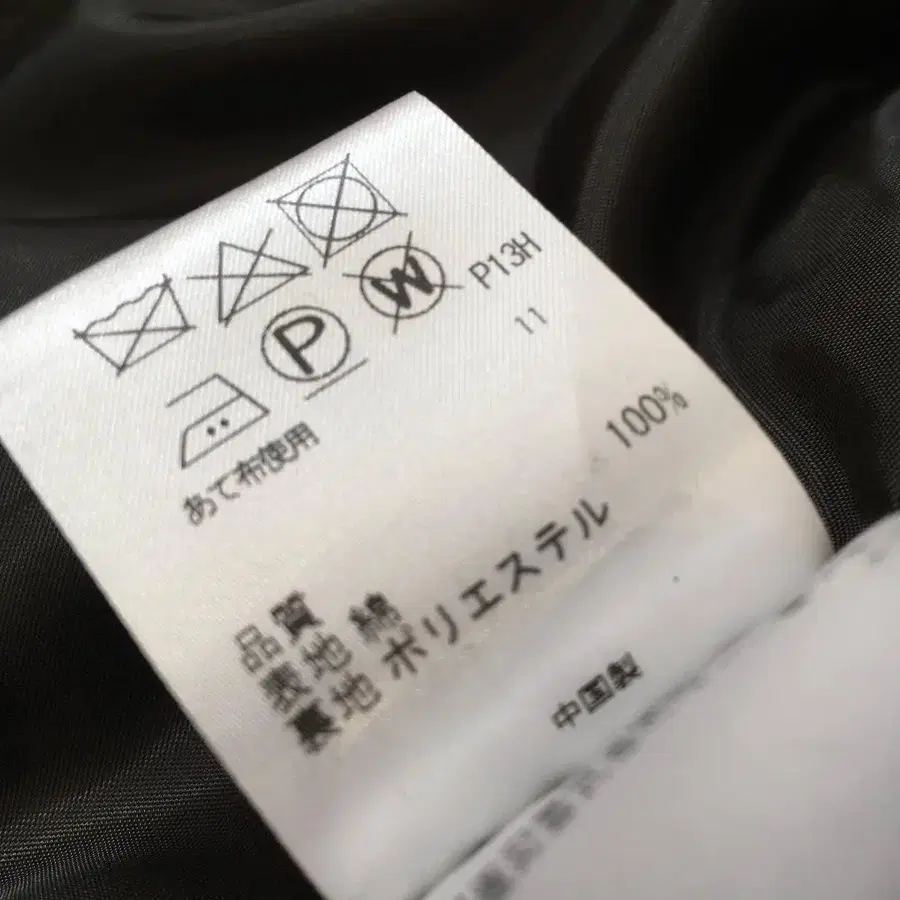 W P13H
P 11
あて布使用
品質
表地 綿 100%
裏地 ポリエステル
中国製